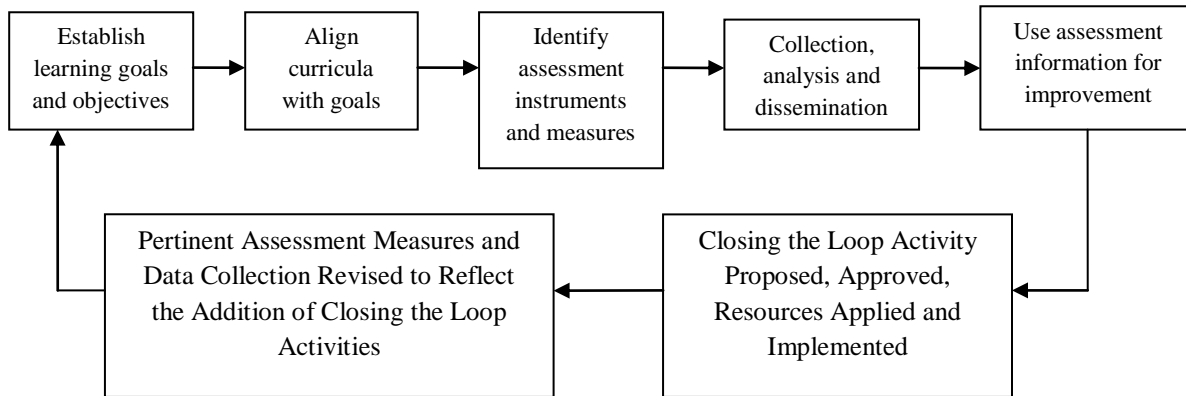 Establish
learning goals
and objectives
Align
curricula
with goals
Identify
assessment
instruments
and measures
Collection,
analysis and
dissemination
Use assessment
information for
improvement
Closing the Loop Activity
Proposed, Approved,
Resources Applied and
Implemented
Pertinent Assessment Measures and
Data Collection Revised to Reflect
the Addition of Closing the Loop
Activities